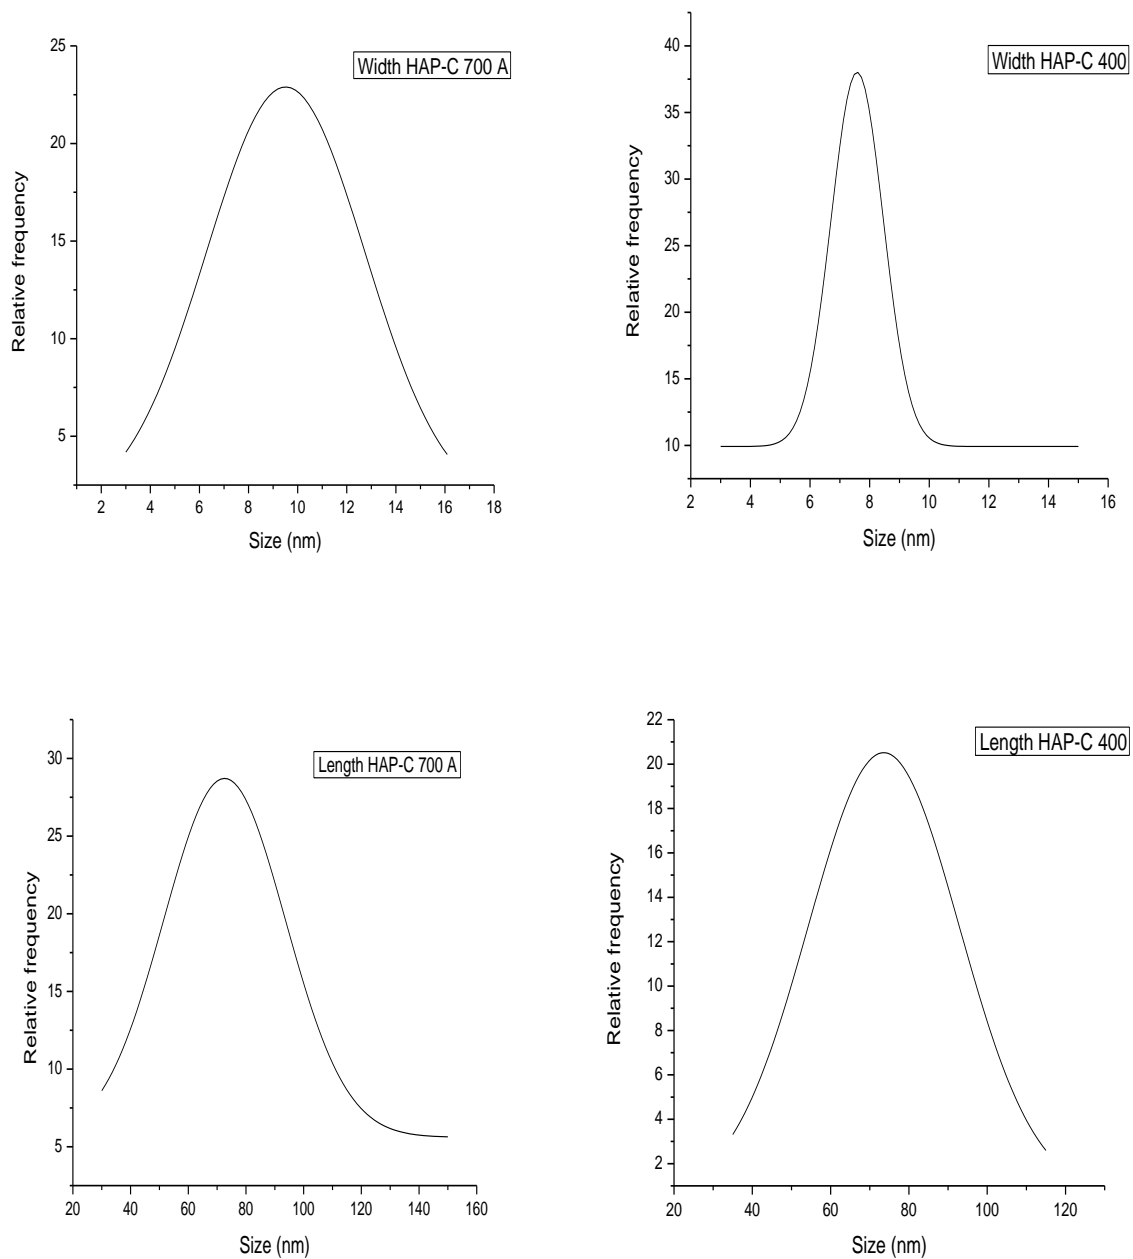 Width HAP-C 700 A
25
20
15
10
5
Relative frequency
2 4 6 8 10 12 14 16 18
Size (nm)
Width HAP-C 400
40
35
30
25
20
15
10
Relative frequency
2 4 6 8 10 12 14 16
Size (nm)
Length HAP-C 700 A
30
25
20
15
10
5
Relative frequency
20 40 60 80 100 120 140 160
Size (nm)
Length HAP-C 400
22
20
18
16
14
12
10
8
6
4
2
Relative frequency
20 40 60 80 100 120
Size (nm)